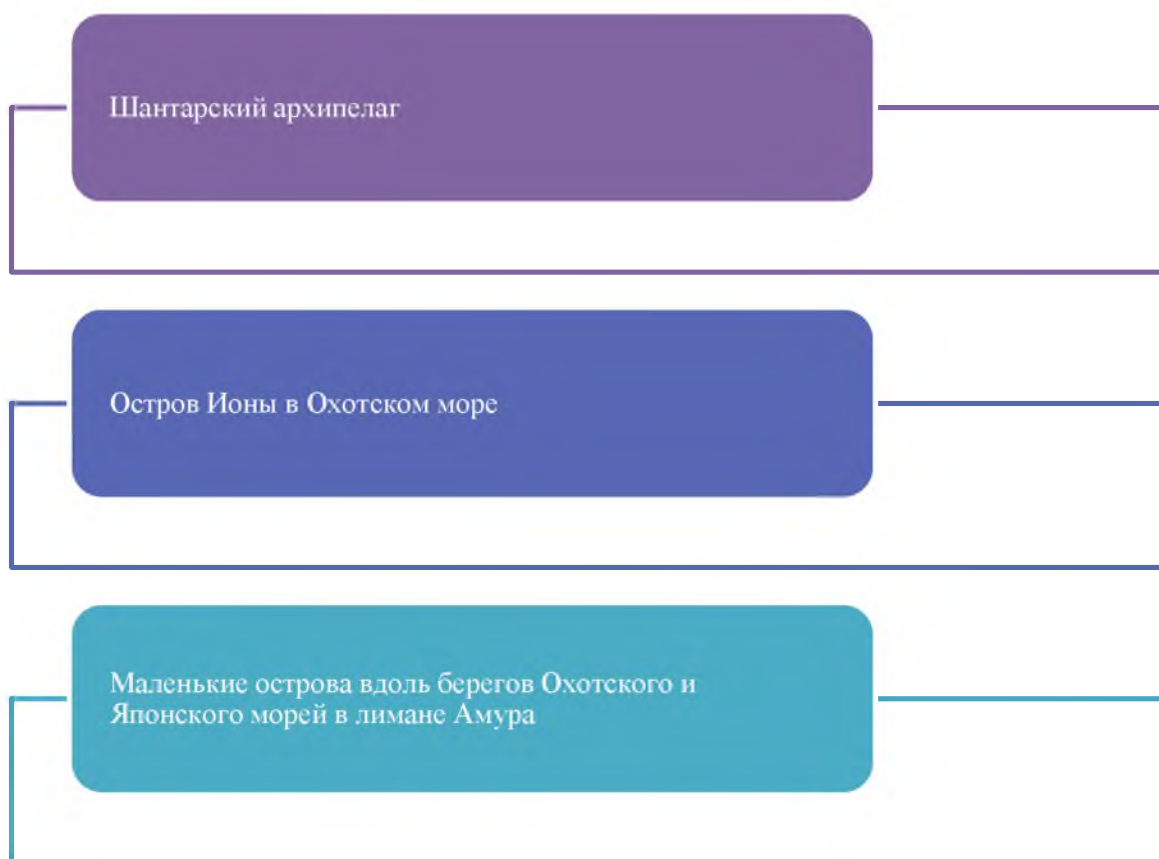 Шантарский архипелаг
Остров Ионы в Охотском море
Маленькие острова вдоль берегов Охотского и
Японского морей в лимане Амура